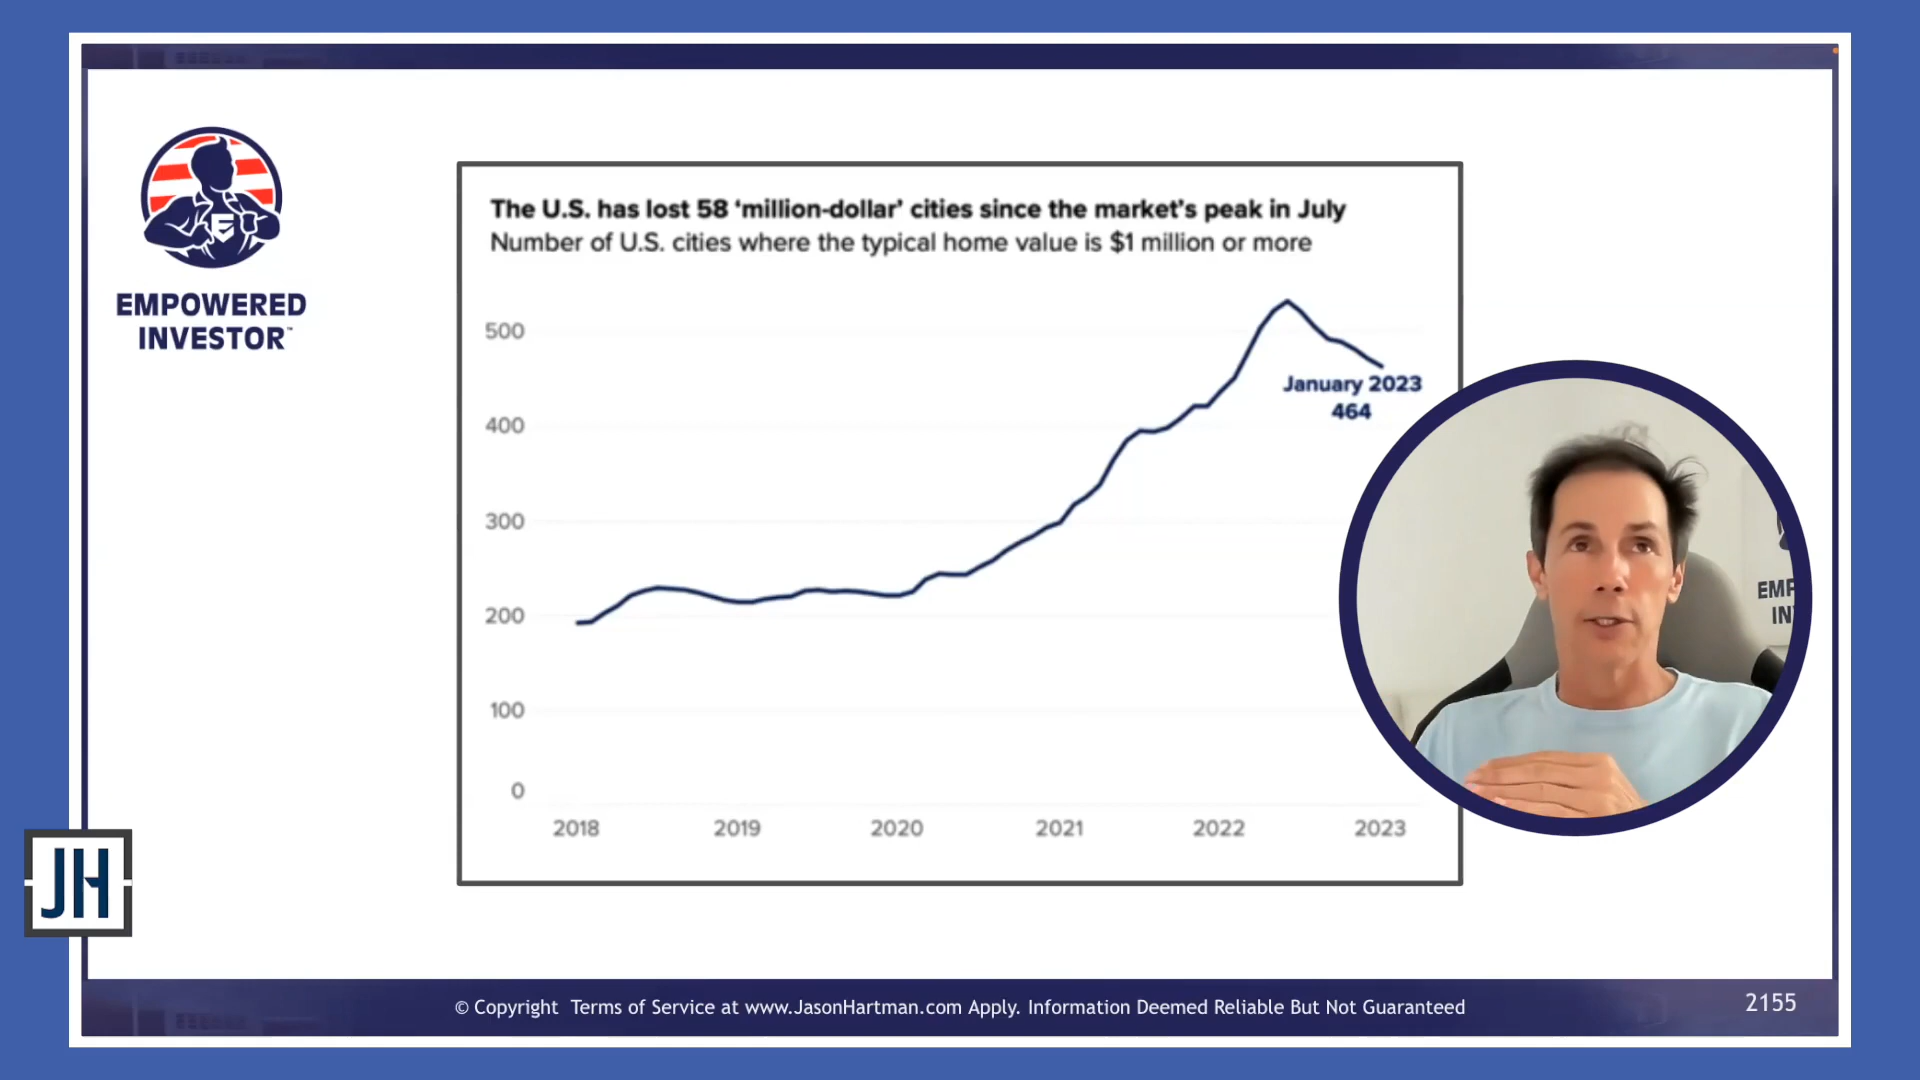 EMPOWERED
INVESTOR™
The U.S. has lost 58 ‘million-dollar’ cities since the market’s peak in July
Number of U.S. cities where the typical home value is $1 million or more
500
400
300
200
100
0
January 2023
464
2018 2019 2020 2021 2022 2023
EMP
IN
JH
© Copyright Terms of Service at www.JasonHartman.com Apply. Information Deemed Reliable But Not Guaranteed
2155